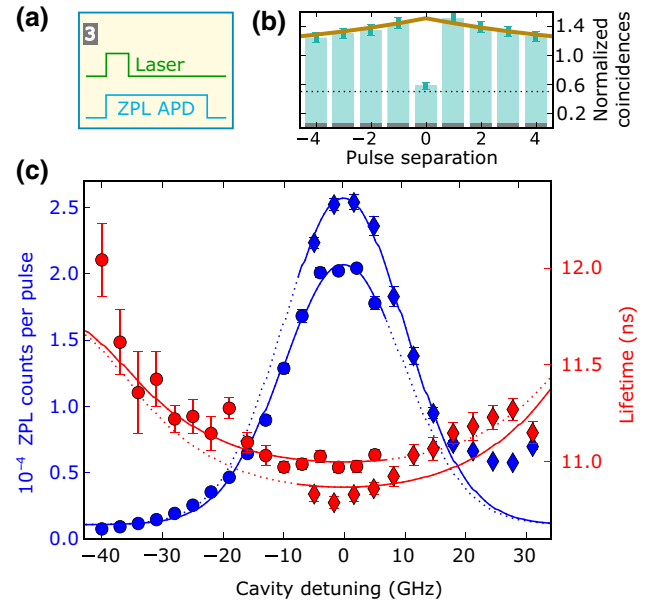 (a)
3
Laser
ZPL APD
(b)
1.4
1.0
0.6
0.2
Normalized
coincidences
−4 −2 0 2 4
Pulse separation
(c)
2.5
2.0
1.5
1.0
0.5
0.0
10⁻⁴ ZPL counts per pulse
12.0
11.5
11.0
Lifetime (ns)
−40 −30 −20 −10 0 10 20 30
Cavity detuning (GHz)